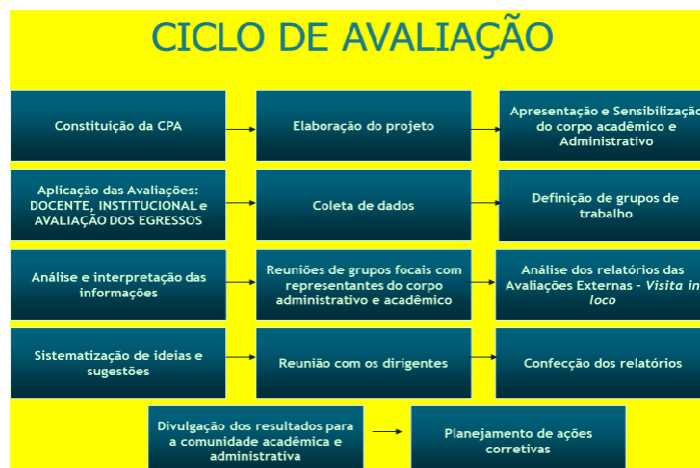 CICLO DE AVALIAÇÃO
Constituição da CPA
Elaboração do projeto
Apresentação e Sensibilização
do corpo acadêmico e
Administrativo
Aplicação das Avaliações:
DOCENTE, INSTITUCIONAL e
AVALIAÇÃO DOS EGRESSOS
Coleta de dados
Definição de grupos de
trabalho
Análise e interpretação das
informações
Reuniões de grupos focais com
representantes do corpo
administrativo e acadêmico
Análise dos relatórios das
Avaliações Externas - Visita in
loco
Sistematização de ideias e
sugestões
Reunião com os dirigentes
Confecção dos relatórios
Divulgação dos resultados para
a comunidade acadêmica e
administrativa
Planejamento de ações
corretivas